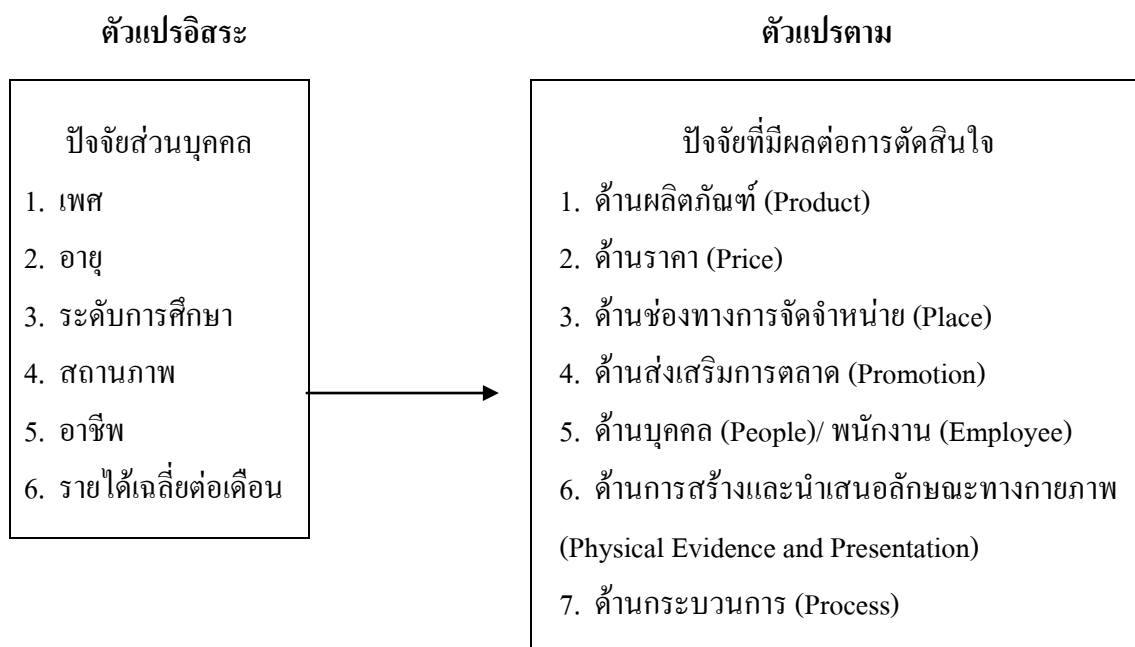 ตัวแปรอิสระ
ปัจจัยส่วนบุคคล
1. เพศ
2. อายุ
3. ระดับการศึกษา
4. สถานภาพ
5. อาชีพ
6. รายได้เฉลี่ยต่อเดือน
ตัวแปรตาม
ปัจจัยที่มีผลต่อการตัดสินใจ
1. ด้านผลิตภัณฑ์ (Product)
2. ด้านราคา (Price)
3. ด้านช่องทางการจัดจำหน่าย (Place)
4. ด้านส่งเสริมการตลาด (Promotion)
5. ด้านบุคคล (People)/ พนักงาน (Employee)
6. ด้านการสร้างและนำเสนอลักษณะทางกายภาพ
(Physical Evidence and Presentation)
7. ด้านกระบวนการ (Process)